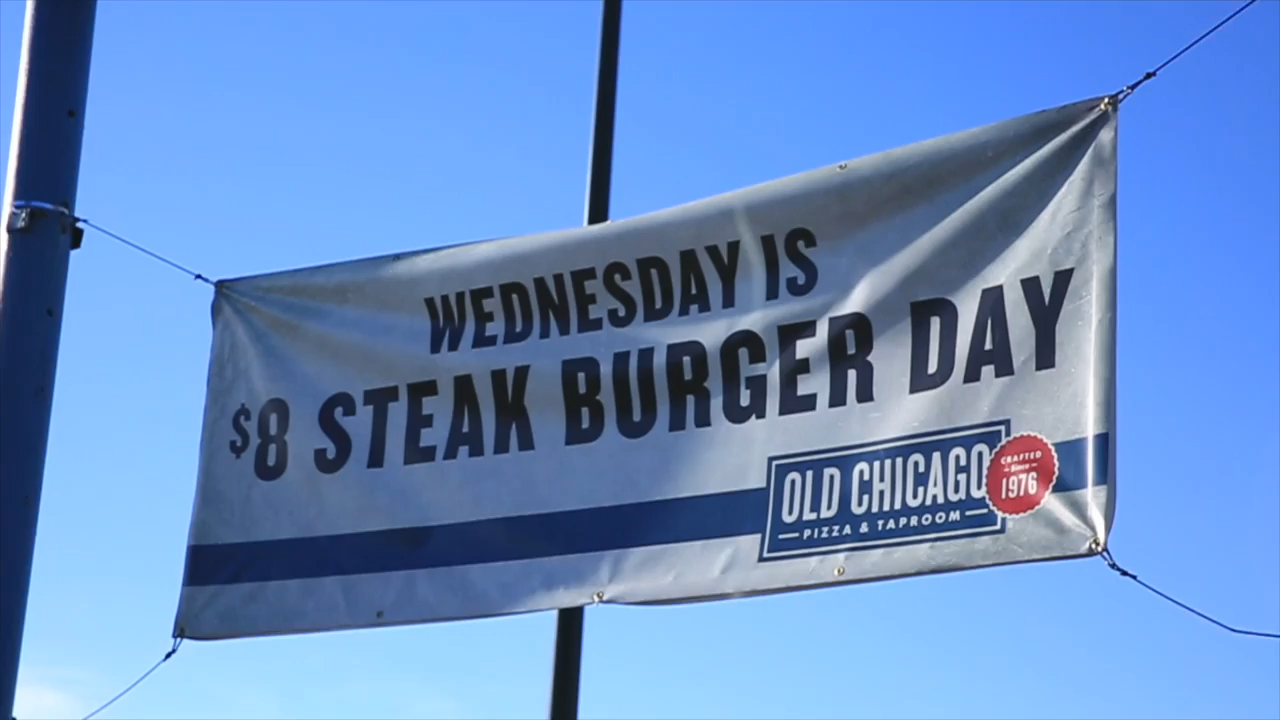 WEDNESDAY IS
$8 STEAK BURGER DAY
OLD CHICAGO
PIZZA & TAPROOM
CRAFTED
Since
1976